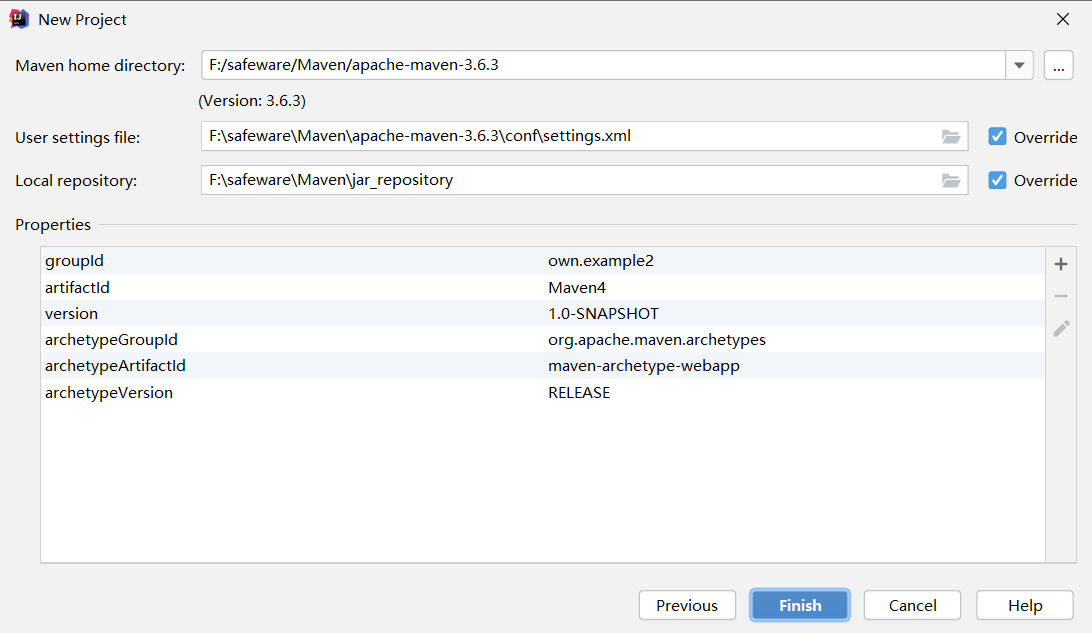 New Project
Maven home directory: F:/safeware/Maven/apache-maven-3.6.3 ...
(Version: 3.6.3)
User settings file: F:\safeware\Maven\apache-maven-3.6.3\conf\settings.xml Override
Local repository: F:\safeware\Maven\jar_repository Override
Properties
groupId own.example2
artifactId Maven4
version 1.0-SNAPSHOT
archetypeGroupId org.apache.maven.archetypes
archetypeArtifactId maven-archetype-webapp
archetypeVersion RELEASE
Previous Finish Cancel Help